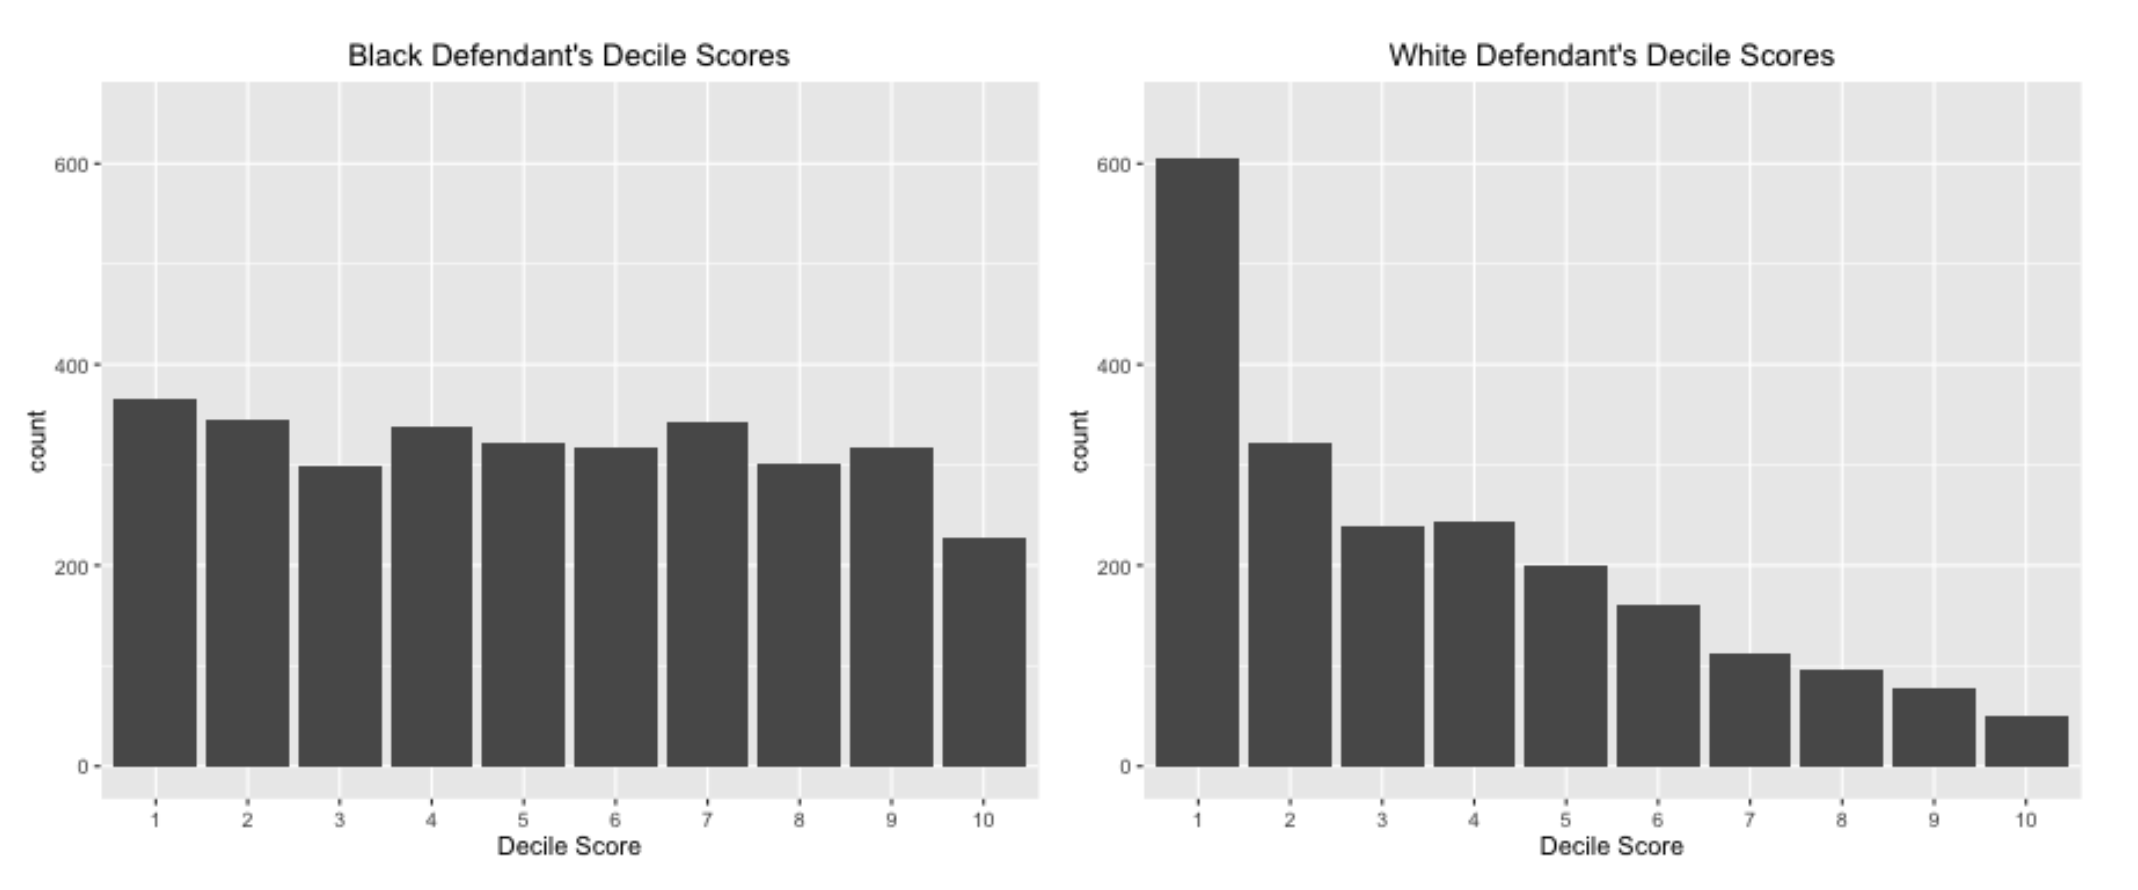 Black Defendant's Decile Scores
600
400
200
0
count
1 2 3 4 5 6 7 8 9 10
Decile Score
White Defendant's Decile Scores
600
400
200
0
count
1 2 3 4 5 6 7 8 9 10
Decile Score